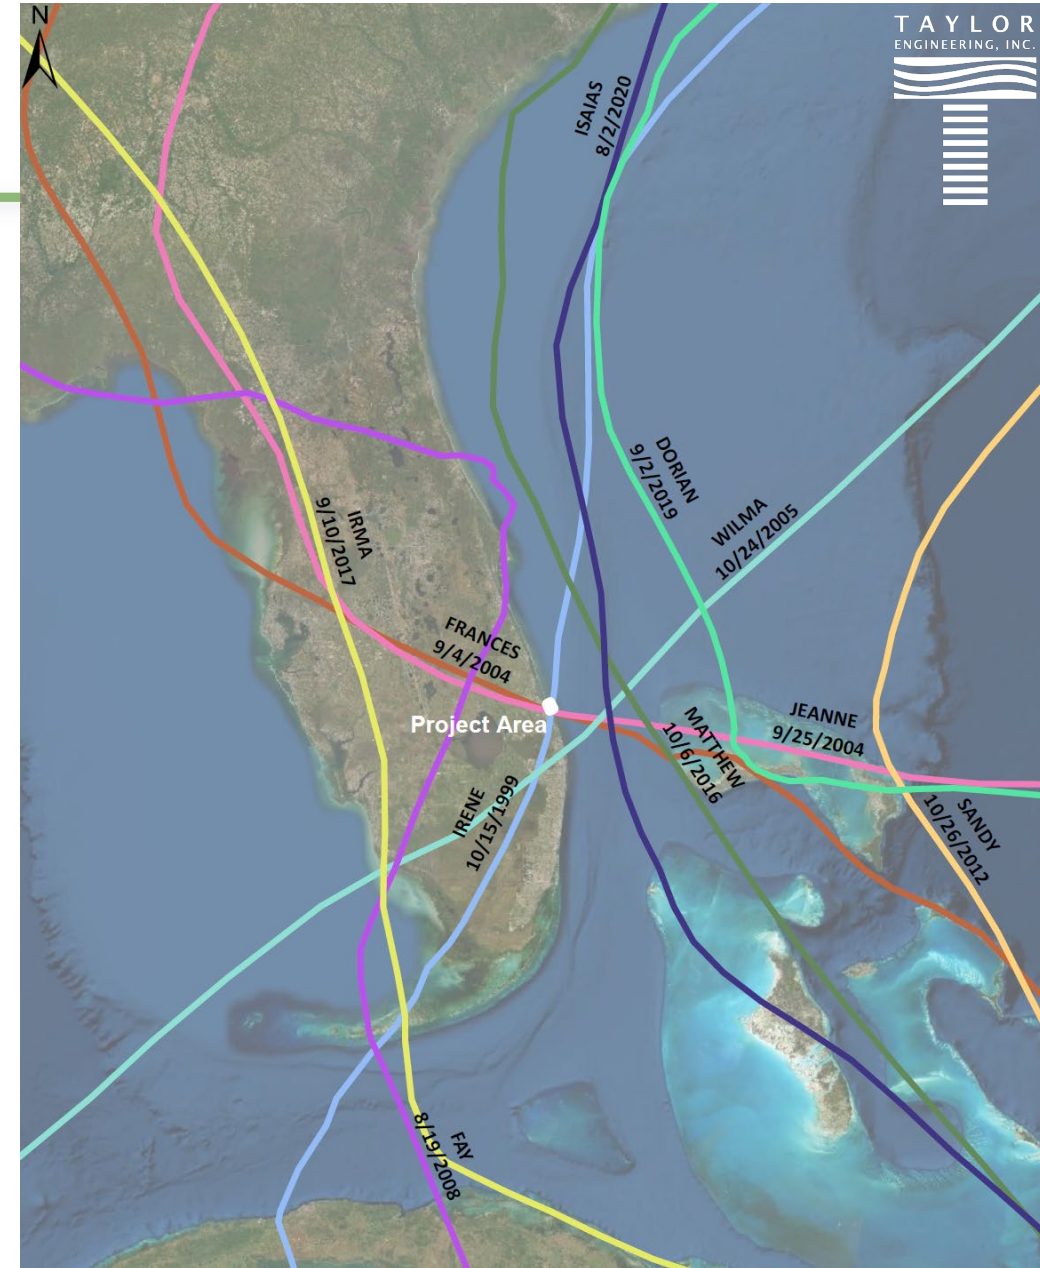 N
TAYLOR
ENGINEERING, INC.
ISAIAS
8/2/2020
DORIAN
9/2/2019
WILMA
10/24/2005
IRMA
9/10/2017
FRANCES
9/4/2004
Project Area
JEANNE
9/25/2004
MATTHEW
10/6/2016
IRENE
10/15/1999
SANDY
10/26/2012
FAY
8/19/2008